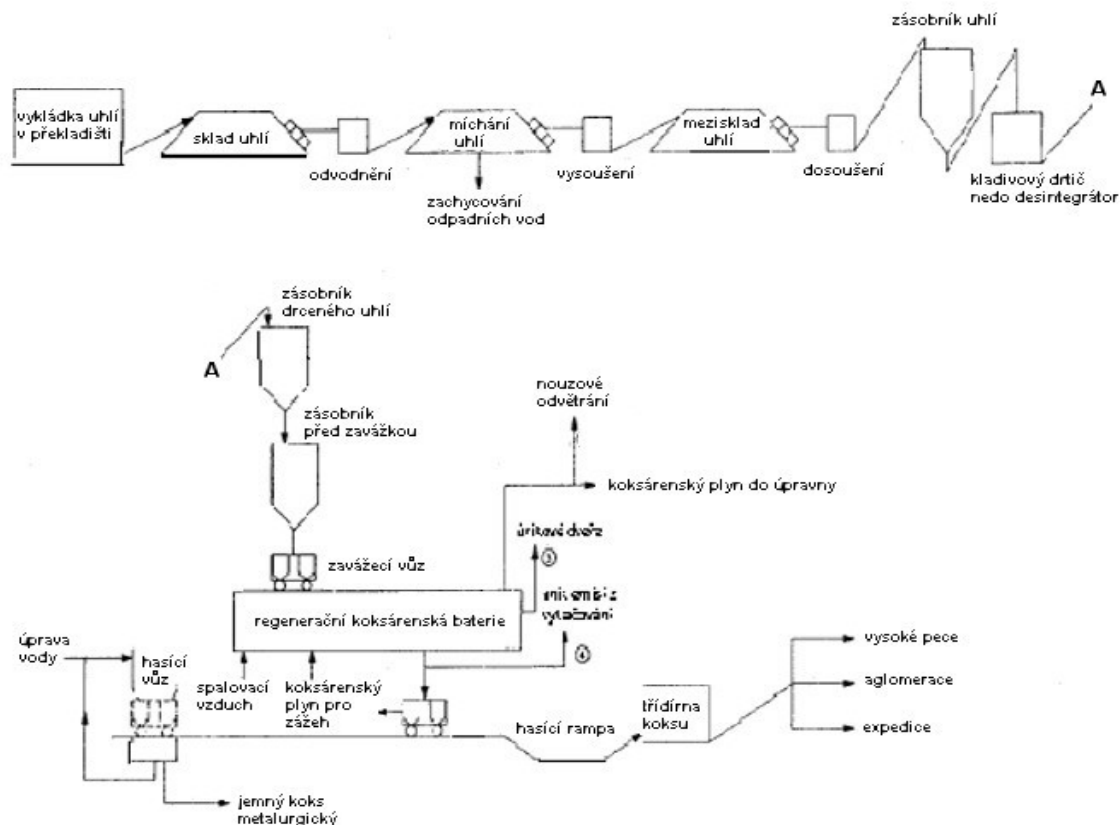 vykládka uhlí
v překladišti
sklad uhlí
odvodnění
míchání
uhlí
zachycování
odpadních vod
vysoušení
mezisklad
uhlí
dosoušení
zásobník uhlí
A
kladivový drtič
nedo desintegrátor
zásobník
drceného uhlí
A
zásobník
před zavážkou
zavážecí vůz
nouzové
odvětrání
koksárenský plyn do úpravny
3
regenerační koksárenská baterie
4
úprava
vody
hasící
vůz
spalovací
vzduch
koksárenský
plyn pro
zážeh
hasící rampa
třídírna
koksu
vysoké pece
aglomerace
expedice
jemný koks
metalurgický